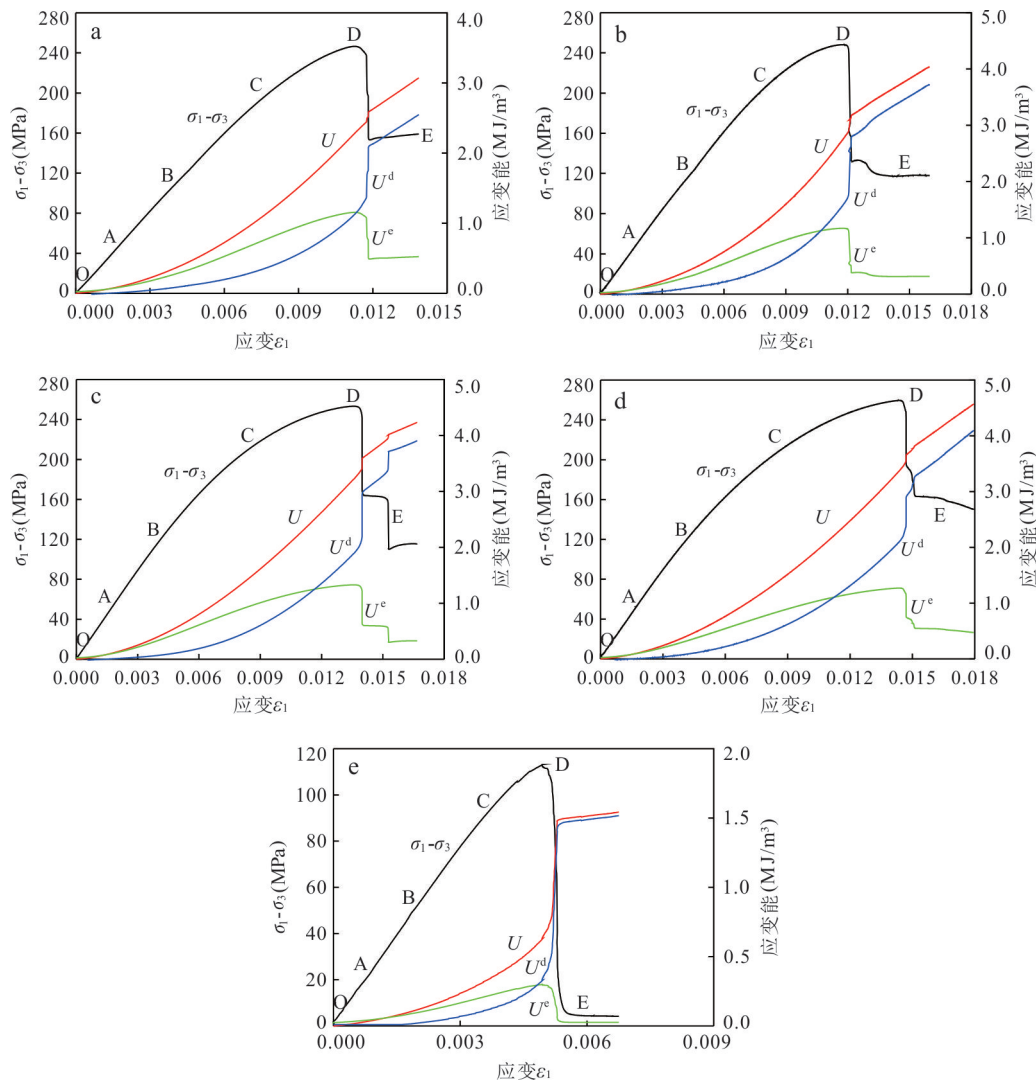 a
280
240
200
160
120
80
40
0
σ₁-σ₃(MPa)
4.0
3.0
2.0
1.0
0.0
应变能(MJ/m³)
0.000 0.003 0.006 0.009 0.012 0.015
应变ε₁
O
A
B
C
D
E
σ₁-σ₃
U
Uᵈ
Uᵉ
b
280
240
200
160
120
80
40
0
σ₁-σ₃(MPa)
5.0
4.0
3.0
2.0
1.0
0.0
应变能(MJ/m³)
0.000 0.003 0.006 0.009 0.012 0.015 0.018
应变ε₁
O
A
B
C
D
E
σ₁-σ₃
U
Uᵈ
Uᵉ
c
280
240
200
160
120
80
40
0
σ₁-σ₃(MPa)
5.0
4.0
3.0
2.0
1.0
0.0
应变能(MJ/m³)
0.000 0.003 0.006 0.009 0.012 0.015 0.018
应变ε₁
O
A
B
C
D
E
σ₁-σ₃
U
Uᵈ
Uᵉ
d
280
240
200
160
120
80
40
0
σ₁-σ₃(MPa)
5.0
4.0
3.0
2.0
1.0
0.0
应变能(MJ/m³)
0.000 0.003 0.006 0.009 0.012 0.015 0.018
应变ε₁
O
A
B
C
D
E
σ₁-σ₃
U
Uᵈ
Uᵉ
e
120
100
80
60
40
20
0
σ₁-σ₃(MPa)
2.0
1.5
1.0
0.5
0.0
应变能(MJ/m³)
0.000 0.003 0.006 0.009
应变ε₁
O
A
B
C
D
E
σ₁-σ₃
U
Uᵈ
Uᵉ